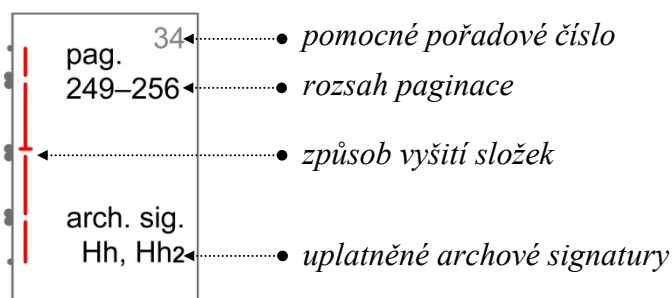 34 pomocné pořadové číslo
pag.
249–256 rozsah paginace
způsob vyšití složek
arch. sig.
Hh, Hh2 uplatněné archové signatury